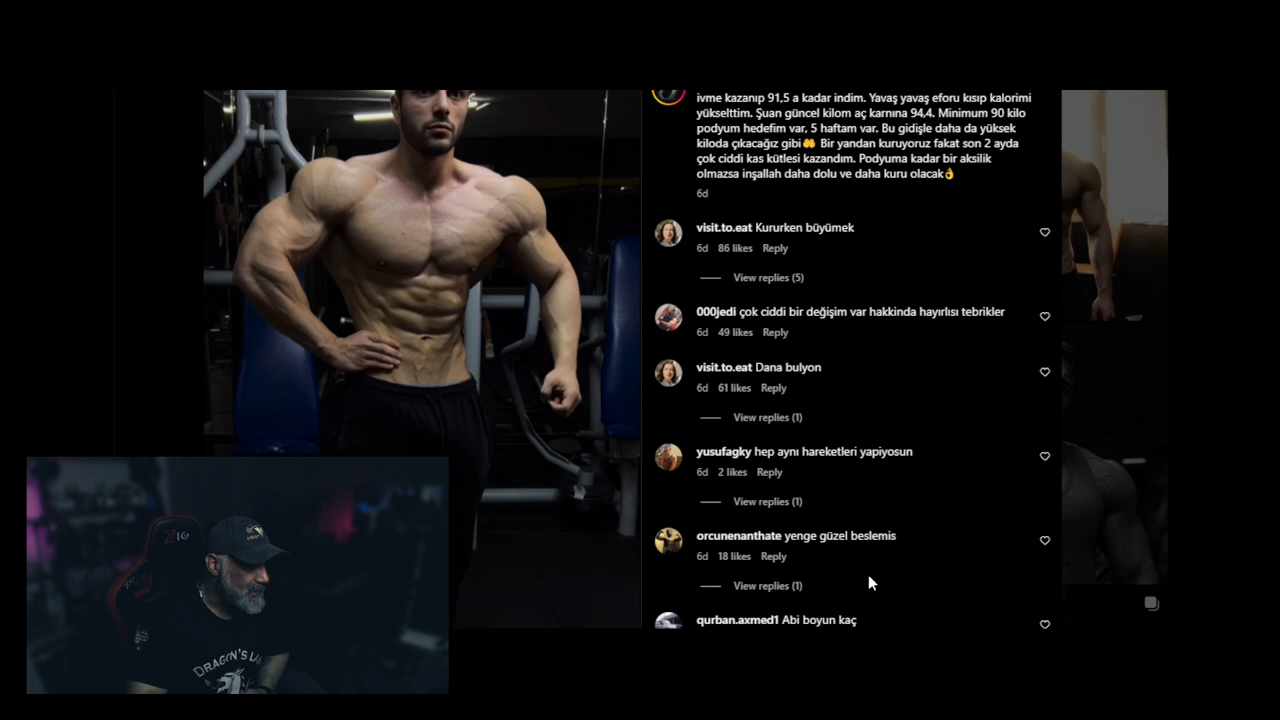 ivme kazanıp 91,5 a kadar indim. Yavaş yavaş eforu kısıp kalorimi
yükselttim. Şuan güncel kilom aç karnına 94,4. Minimum 90 kilo
podyum hedefim var, 5 haftam var. Bu gidişle daha da yüksek
kiloda çıkacağız gibi🤲 Bir yandan kuruyoruz fakat son 2 ayda
çok ciddi kas kütlesi kazandım. Podyuma kadar bir aksilik
olmazsa inşallah daha dolu ve daha kuru olacak👌
6d
visit.to.eat Kururken büyümek
6d 86 likes Reply
View replies (5)
000jedi çok ciddi bir değişim var hakkinda hayırlısı tebrikler
6d 49 likes Reply
visit.to.eat Dana bulyon
6d 61 likes Reply
View replies (1)
yusufagky hep aynı hareketleri yapiyosun
6d 2 likes Reply
View replies (1)
orcunenanthate yenge güzel beslemis
6d 18 likes Reply
View replies (1)
qurban.axmed1 Abi boyun kaç
DRAGON'S